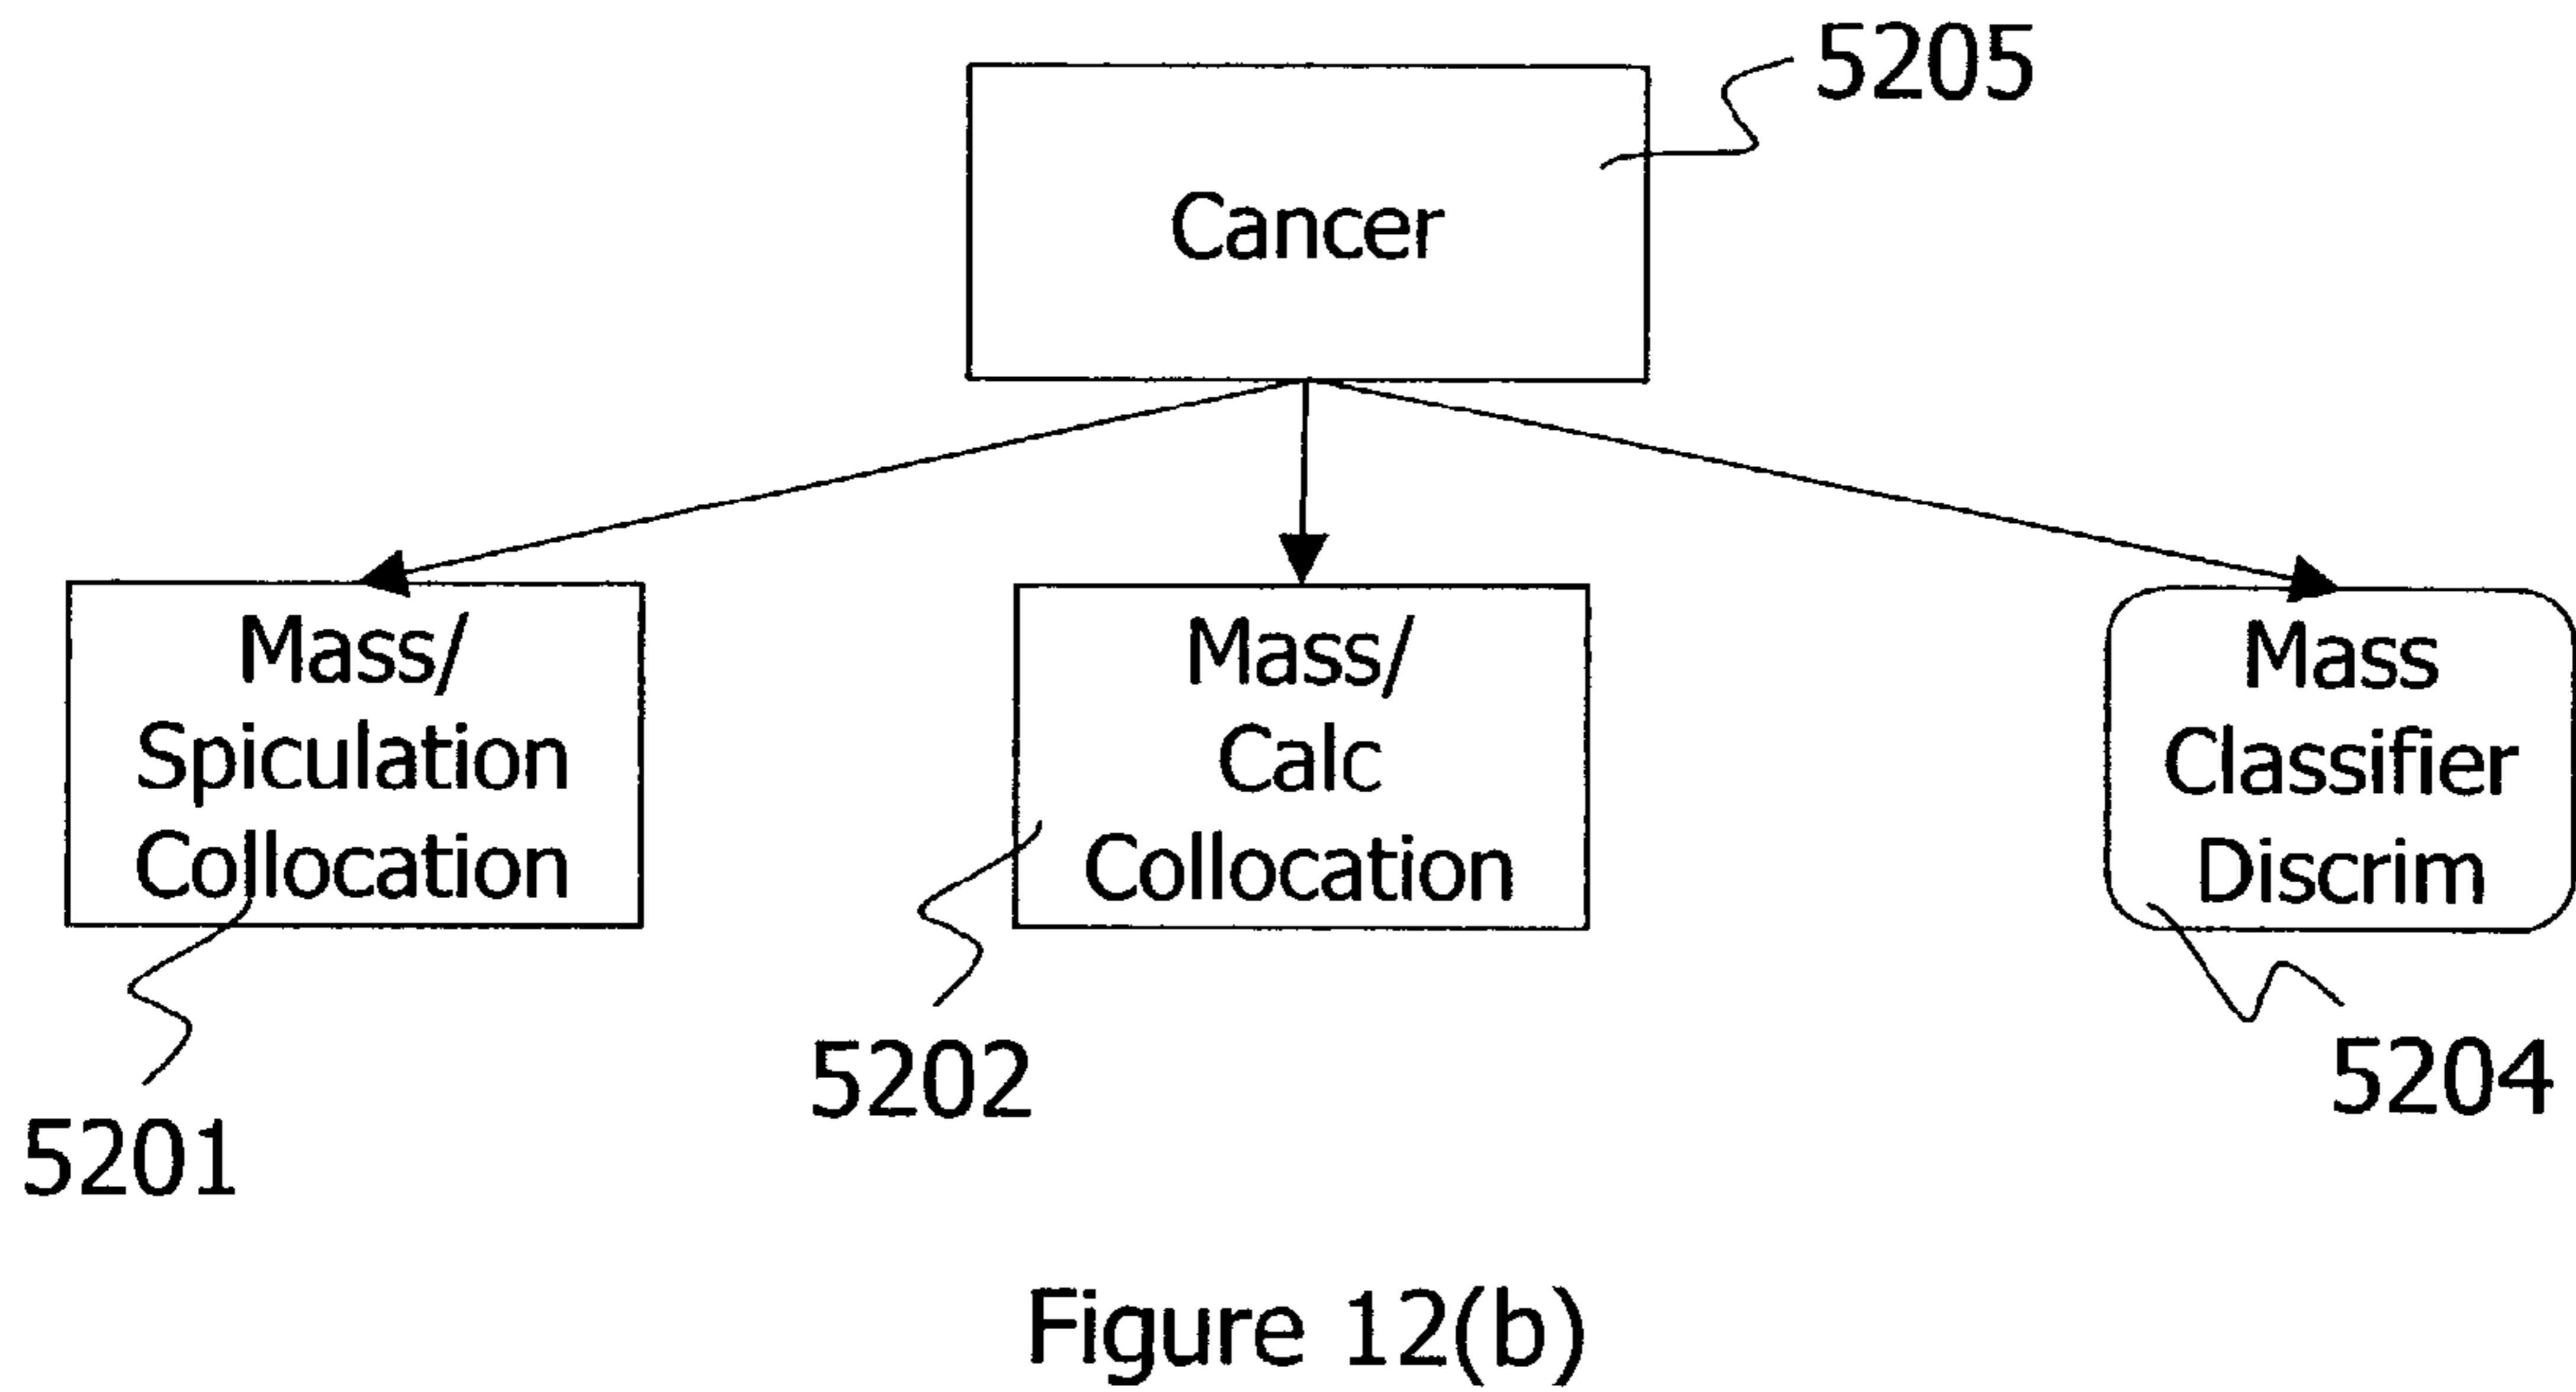 5205
Cancer
Mass/
Spiculation
Collocation
Mass/
Calc
Collocation
Mass
Classifier
Discrim
5201
5202
5204
Figure 12(b)